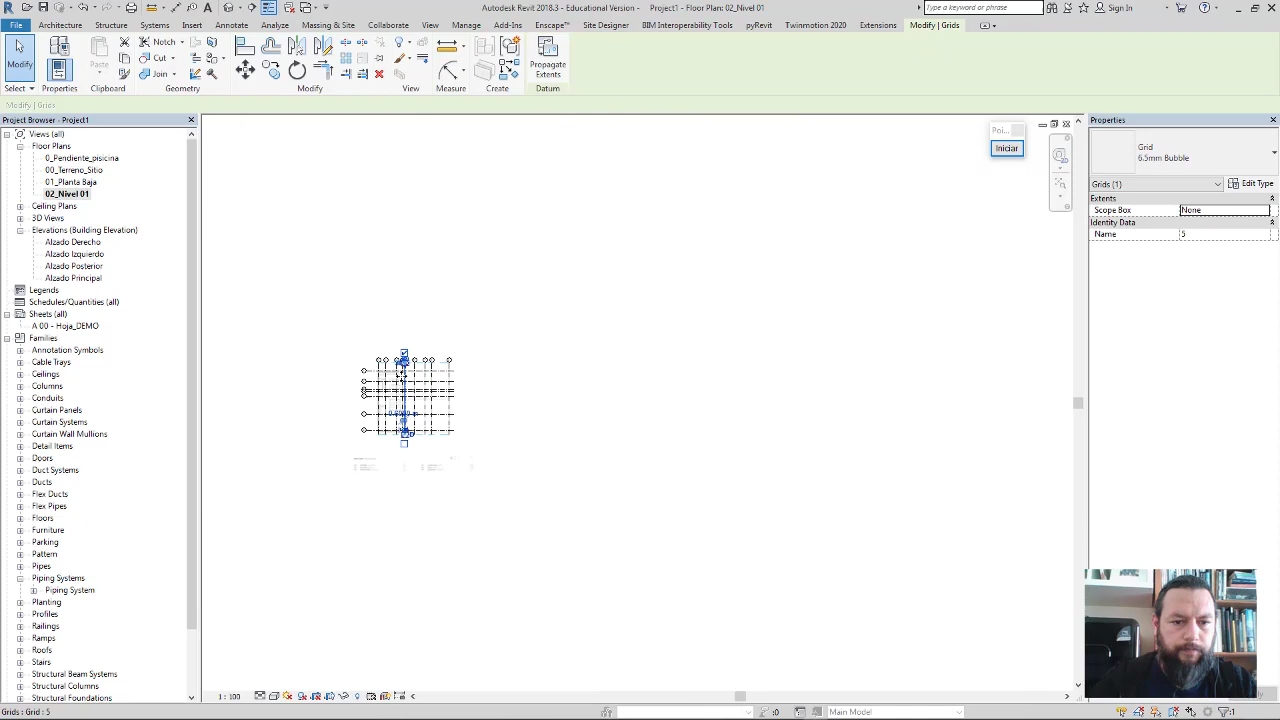 Autodesk Revit 2018.3 - Educational Version - Project1 - Floor Plan: 02_Nivel 01
Type a keyword or phrase
Sign In
File Architecture Structure Systems Insert Annotate Analyze Massing & Site Collaborate View Manage Add-Ins Enscape™ Site Designer BIM Interoperability Tools pyRevit Twinmotion 2020 Extensions Modify | Grids
Modify
Paste
Notch
Cut
Join
Propagate
Extents
Select Properties Clipboard Geometry Modify View Measure Create Datum
Modify | Grids
Project Browser - Project1
Views (all)
Floor Plans
0_Pendiente_piscina
00_Terreno_Sitio
01_Planta Baja
02_Nivel 01
Ceiling Plans
3D Views
Elevations (Building Elevation)
Alzado Derecho
Alzado Izquierdo
Alzado Posterior
Alzado Principal
Legends
Schedules/Quantities (all)
Sheets (all)
A 00 - Hoja_DEMO
Families
Annotation Symbols
Cable Trays
Ceilings
Columns
Conduits
Curtain Panels
Curtain Systems
Curtain Wall Mullions
Detail Items
Doors
Duct Systems
Ducts
Flex Ducts
Flex Pipes
Floors
Furniture
Parking
Pattern
Pipes
Piping Systems
Piping System
Planting
Profiles
Railings
Ramps
Roofs
Stairs
Structural Beam Systems
Structural Columns
Structural Foundations
Poi...
Iniciar
Properties
Grid
6.5mm Bubble
Grids (1)
Edit Type
Extents
Scope Box None
Identity Data
Name 5
1 : 100
Grids : Grid : 5
:0
Main Model
:1